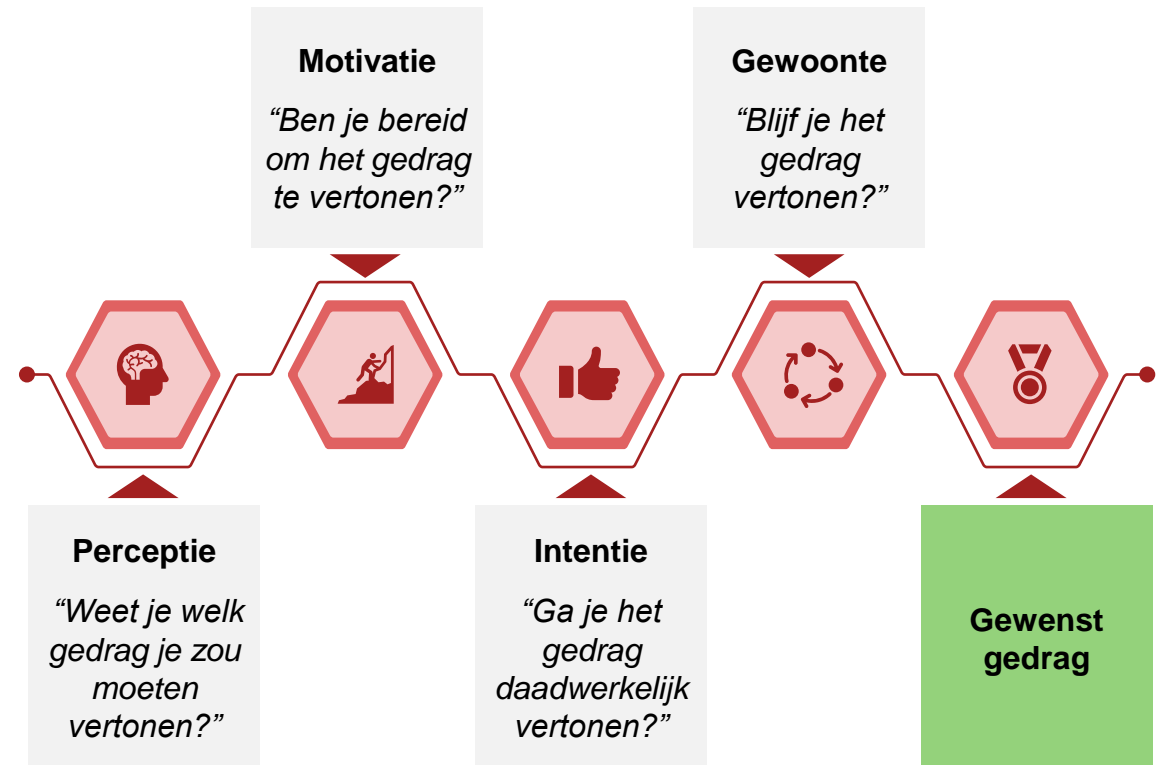 Motivatie
“Ben je bereid
om het gedrag
te vertonen?”
Gewoonte
“Blijf je het
gedrag
vertonen?”
Perceptie
“Weet je welk
gedrag je zou
moeten
vertonen?”
Intentie
“Ga je het
gedrag
daadwerkelijk
vertonen?”
Gewenst
gedrag